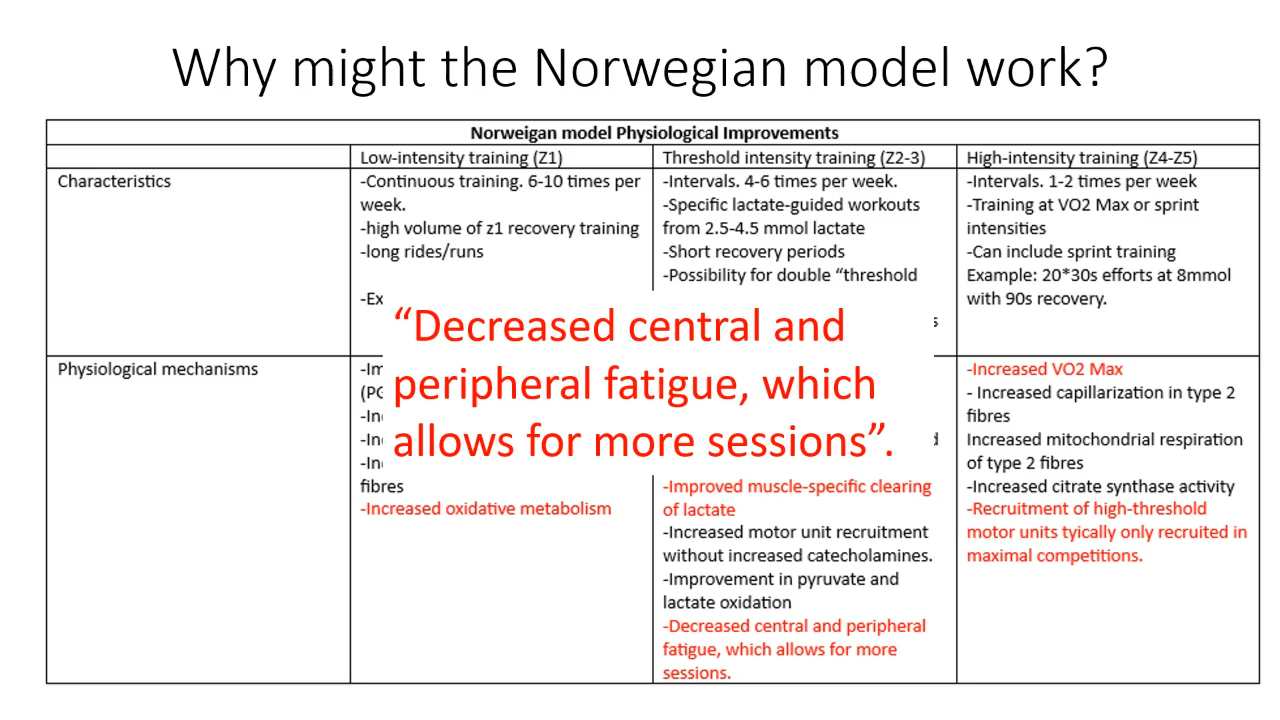 Why might the Norwegian model work?
Norweigan model Physiological Improvements
Low-intensity training (Z1)
Threshold intensity training (Z2-3)
High-intensity training (Z4-Z5)
Characteristics
-Continuous training. 6-10 times per
week.
-high volume of z1 recovery training
-long rides/runs
-Ex
-Intervals. 4-6 times per week.
-Specific lactate-guided workouts
from 2.5-4.5 mmol lactate
-Short recovery periods
-Possibility for double “threshold
s
-Intervals. 1-2 times per week
-Training at VO2 Max or sprint
intensities
-Can include sprint training
Example: 20*30s efforts at 8mmol
with 90s recovery.
“Decreased central and
peripheral fatigue, which
allows for more sessions”.
Physiological mechanisms
-Im
(PG
-In
-In
-In
fibres
-Increased oxidative metabolism
d
-Improved muscle-specific clearing
of lactate
-Increased motor unit recruitment
without increased catecholamines.
-Improvement in pyruvate and
lactate oxidation
-Decreased central and peripheral
fatigue, which allows for more
sessions.
-Increased VO2 Max
- Increased capillarization in type 2
fibres
Increased mitochondrial respiration
of type 2 fibres
-Increased citrate synthase activity
-Recruitment of high-threshold
motor units tyically only recruited in
maximal competitions.